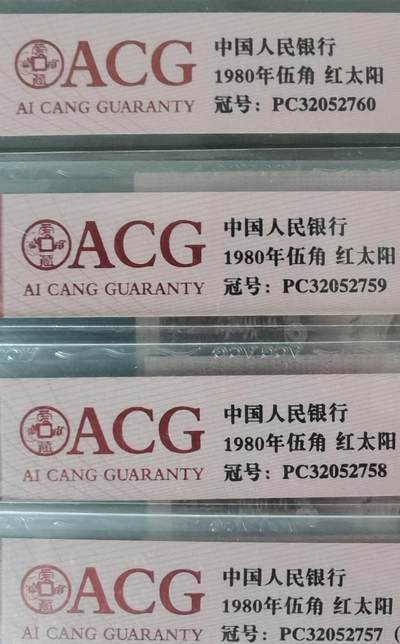 ACG
AI CANG GUARANTY
中国人民银行
1980年伍角 红太阳
冠号：PC32052760
ACG
AI CANG GUARANTY
中国人民银行
1980年伍角 红太阳
冠号：PC32052759
ACG
AI CANG GUARANTY
中国人民银行
1980年伍角 红太阳
冠号：PC32052758
ACG
AI CANG GUARANTY
中国人民银行
1980年伍角 红太阳
冠号：PC32052757 (